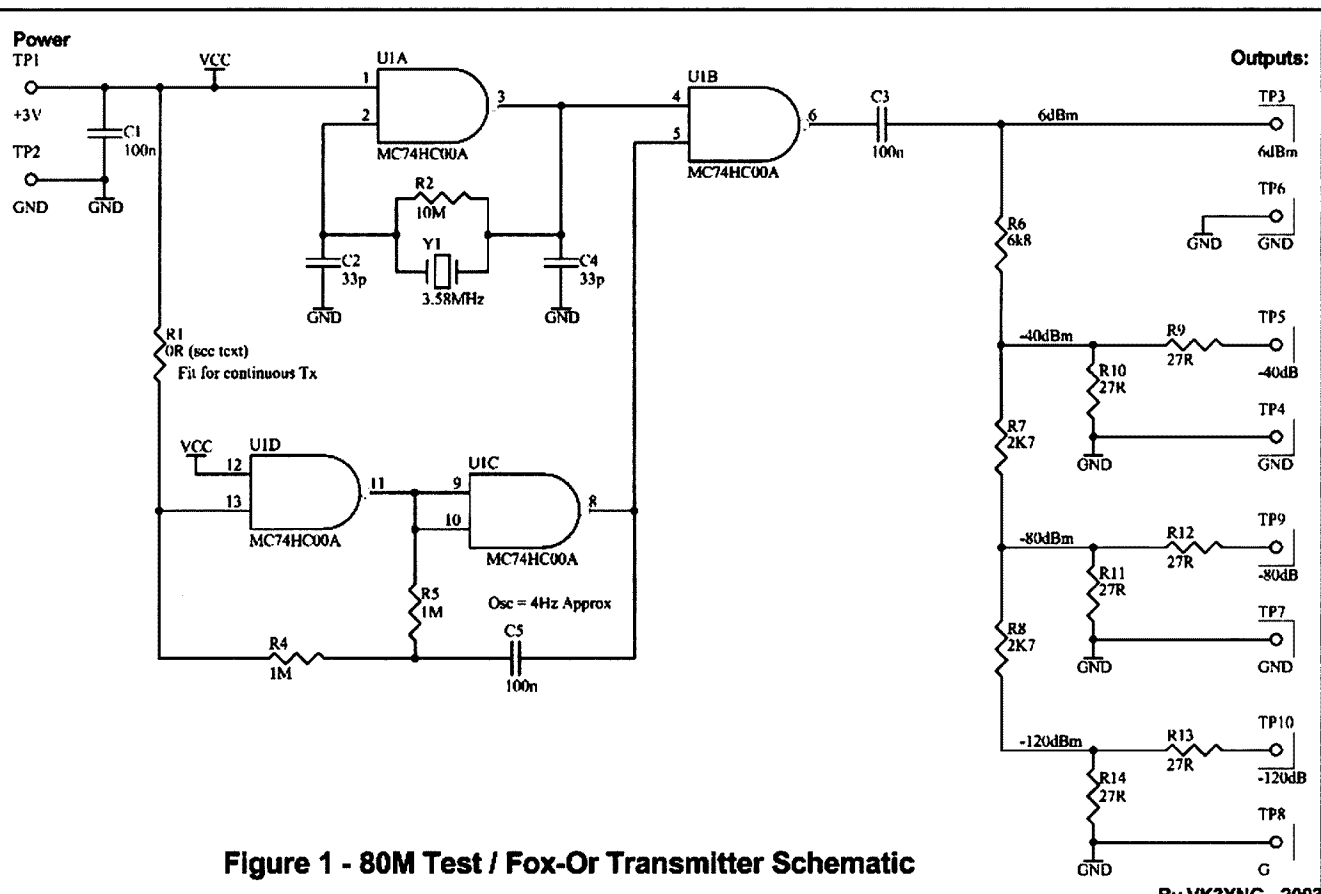 Power
TP1
+3V
TP2
GND
C1
100n
GND
VCC
U1A
1
2
3
MC74HC00A
R2
10M
Y1
3.58MHz
C2
33p
GND
C4
33p
GND
U1B
4
5
6
MC74HC00A
C3
100n
R1
0R (see text)
Fit for continuous Tx
VCC
U1D
12
13
11
MC74HC00A
U1C
9
10
8
MC74HC00A
R5
1M
Osc = 4Hz Approx
R4
1M
C5
100n
Outputs:
6dBm
TP3
6dBm
TP6
GND
GND
R6
6k8
-40dBm
R9
27R
TP5
-40dB
R10
27R
TP4
GND
GND
R7
2K7
-80dBm
R12
27R
TP9
-80dB
R11
27R
TP7
GND
GND
R8
2K7
-120dBm
R13
27R
TP10
-120dB
R14
27R
TP8
GND
G
Figure 1 - 80M Test / Fox-Or Transmitter Schematic